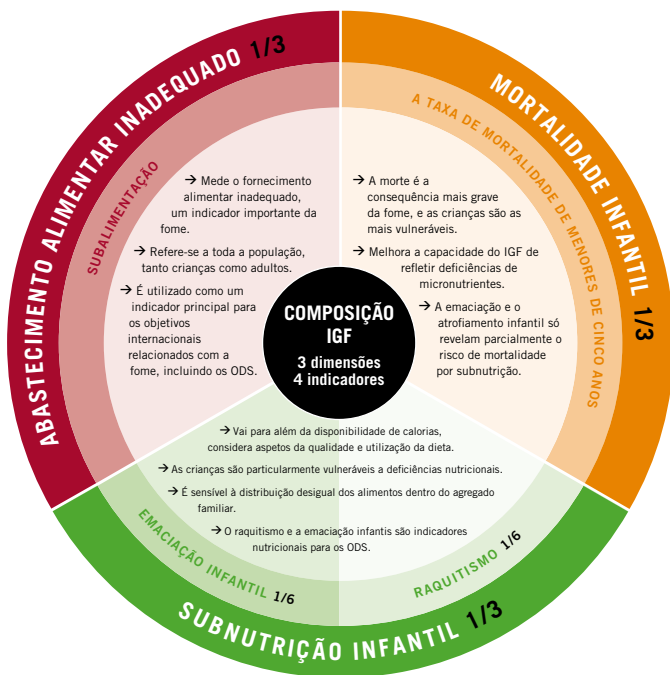 ABASTECIMENTO ALIMENTAR INADEQUADO 1/3
SUBALIMENTAÇÃO
→ Mede o fornecimento
alimentar inadequado,
um indicador importante da
fome.
→ Refere-se a toda a população,
tanto crianças como adultos.
→ É utilizado como um
indicador principal para
os objetivos
internacionais
relacionados com a
fome, incluindo os ODS.
MORTALIDADE INFANTIL 1/3
A TAXA DE MORTALIDADE DE MENORES DE CINCO ANOS
→ A morte é a
consequência mais grave
da fome, e as crianças são as
mais vulneráveis.
→ Melhora a capacidade do IGF de
refletir deficiências de
micronutrientes.
→ A emaciação e o
atrofiamento infantil só
revelam parcialmente o
risco de mortalidade
por subnutrição.
COMPOSIÇÃO
IGF
3 dimensões
4 indicadores
→ Vai para além da disponibilidade de calorias,
considera aspetos da qualidade e utilização da dieta.
→ As crianças são particularmente vulneráveis a deficiências nutricionais.
→ É sensível à distribuição desigual dos alimentos dentro do agregado
familiar.
→ O raquitismo e a emaciação infantis são indicadores
nutricionais para os ODS.
EMACIAÇÃO INFANTIL 1/6
RAQUITISMO 1/6
SUBNUTRIÇÃO INFANTIL 1/3